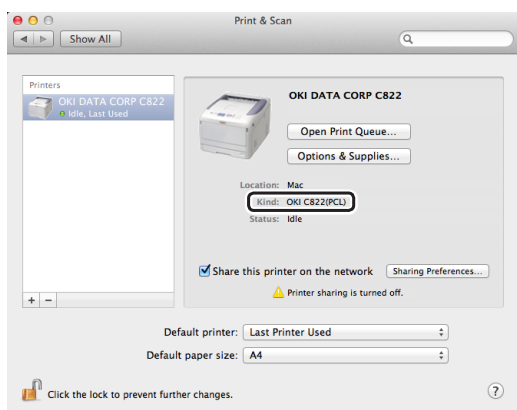 Print & Scan
Show All
Printers
OKI DATA CORP C822
Idle, Last Used
OKI DATA CORP C822
Open Print Queue...
Options & Supplies...
Location: Mac
Kind: OKI C822(PCL)
Status: Idle
Share this printer on the network Sharing Preferences...
Printer sharing is turned off.
+ −
Default printer: Last Printer Used
Default paper size: A4
Click the lock to prevent further changes.
?